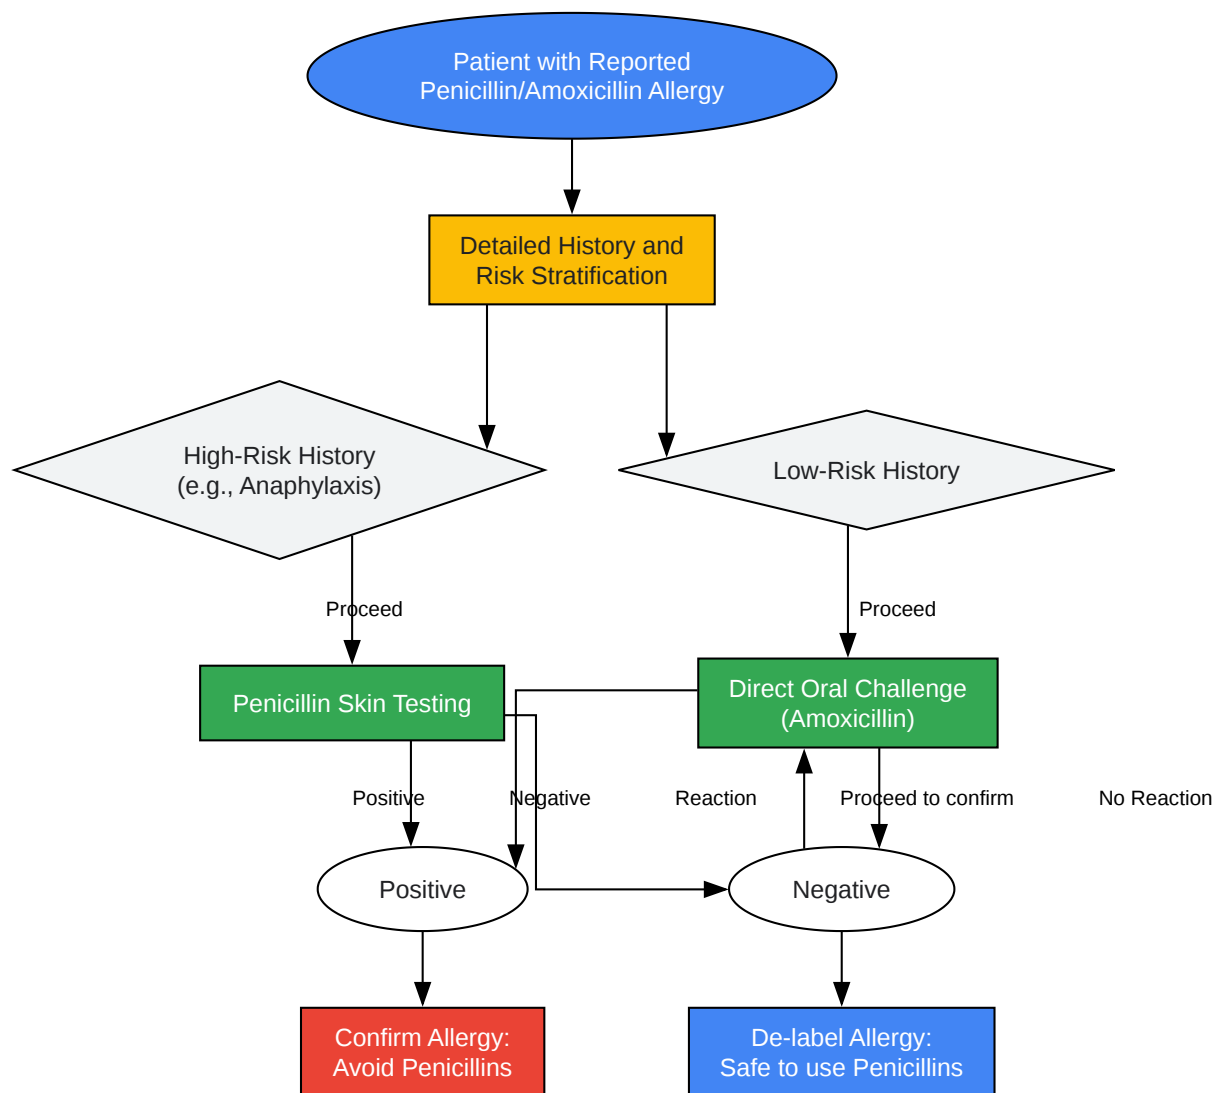 Patient with Reported
Penicillin/Amoxicillin Allergy
Detailed History and
Risk Stratification
High-Risk History
(e.g., Anaphylaxis)
Low-Risk History
Proceed
Proceed
Penicillin Skin Testing
Direct Oral Challenge
(Amoxicillin)
Positive
Negative
Reaction
Proceed to confirm
No Reaction
Positive
Negative
Confirm Allergy:
Avoid Penicillins
De-label Allergy:
Safe to use Penicillins